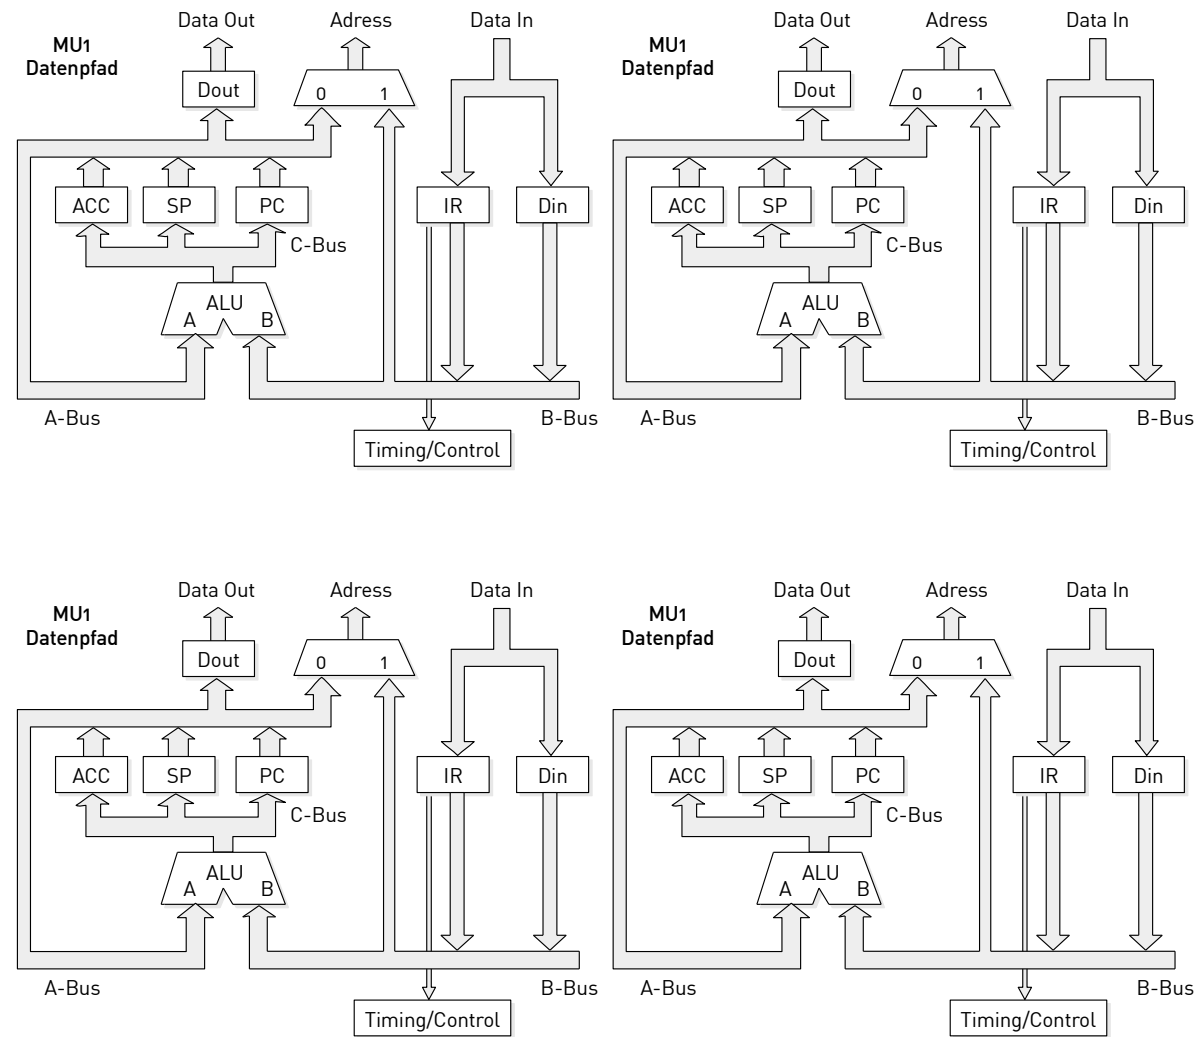 Data Out Adress Data In
MU1
Datenpfad
Dout
0 1
ACC SP PC IR Din
C-Bus
ALU
A B
A-Bus B-Bus
Timing/Control
Data Out Adress Data In
MU1
Datenpfad
Dout
0 1
ACC SP PC IR Din
C-Bus
ALU
A B
A-Bus B-Bus
Timing/Control
Data Out Adress Data In
MU1
Datenpfad
Dout
0 1
ACC SP PC IR Din
C-Bus
ALU
A B
A-Bus B-Bus
Timing/Control
Data Out Adress Data In
MU1
Datenpfad
Dout
0 1
ACC SP PC IR Din
C-Bus
ALU
A B
A-Bus B-Bus
Timing/Control